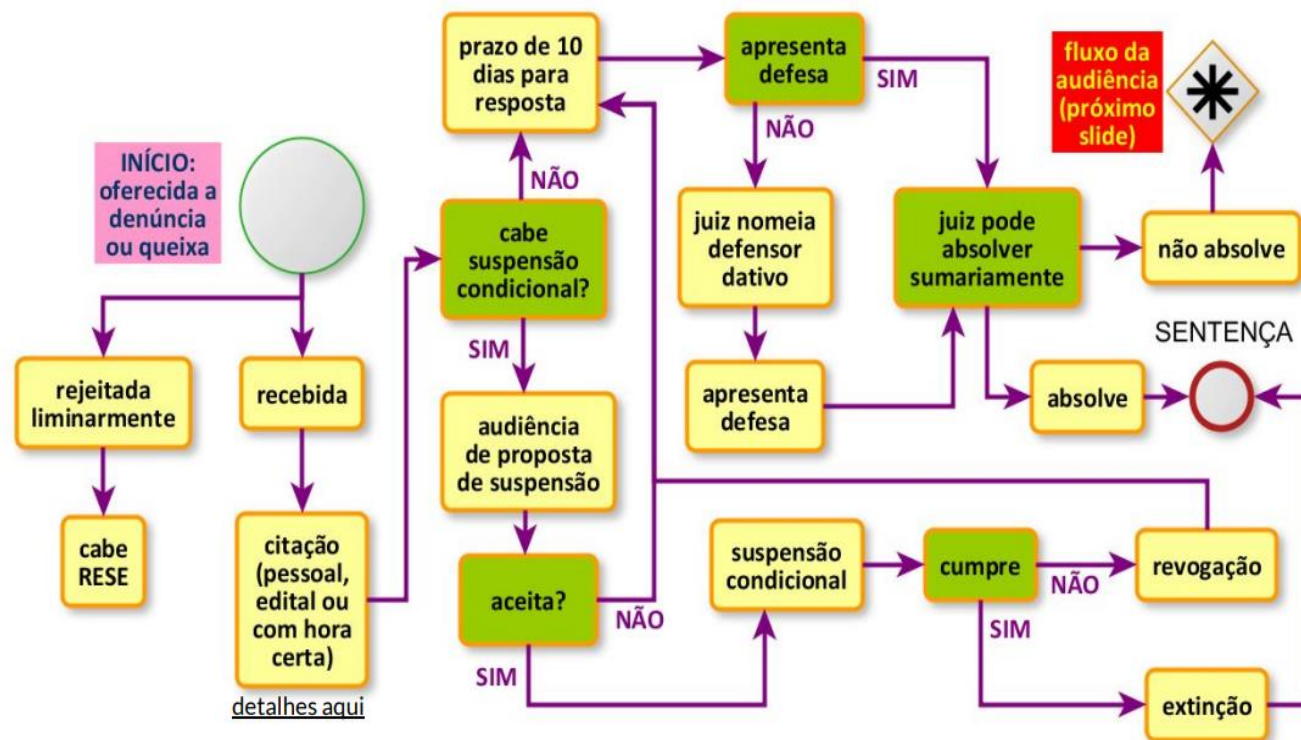 INÍCIO:
oferecida a
denúncia
ou queixa
rejeitada
liminarmente
cabe
RESE
recebida
citação
(pessoal,
edital ou
com hora
certa)
detalhes aqui
cabe
suspensão
condicional?
NÃO
SIM
prazo de 10
dias para
resposta
audiência
de proposta
de suspensão
aceita?
NÃO
SIM
apresenta
defesa
SIM
NÃO
juiz nomeia
defensor
dativo
apresenta
defesa
juiz pode
absolver
sumariamente
não absolve
fluxo da
audiência
(próximo
slide)
absolve
SENTENÇA
suspensão
condicional
cumpre
NÃO
SIM
revogação
extinção